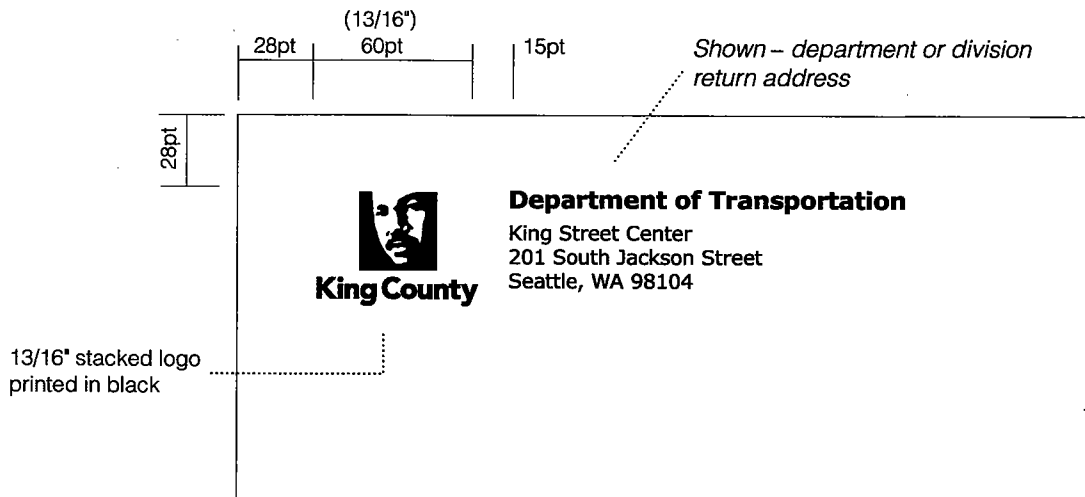 (13/16")
28pt
60pt
15pt
Shown – department or division
return address
28pt
Department of Transportation
King Street Center
201 South Jackson Street
Seattle, WA 98104
King County
13/16" stacked logo
printed in black